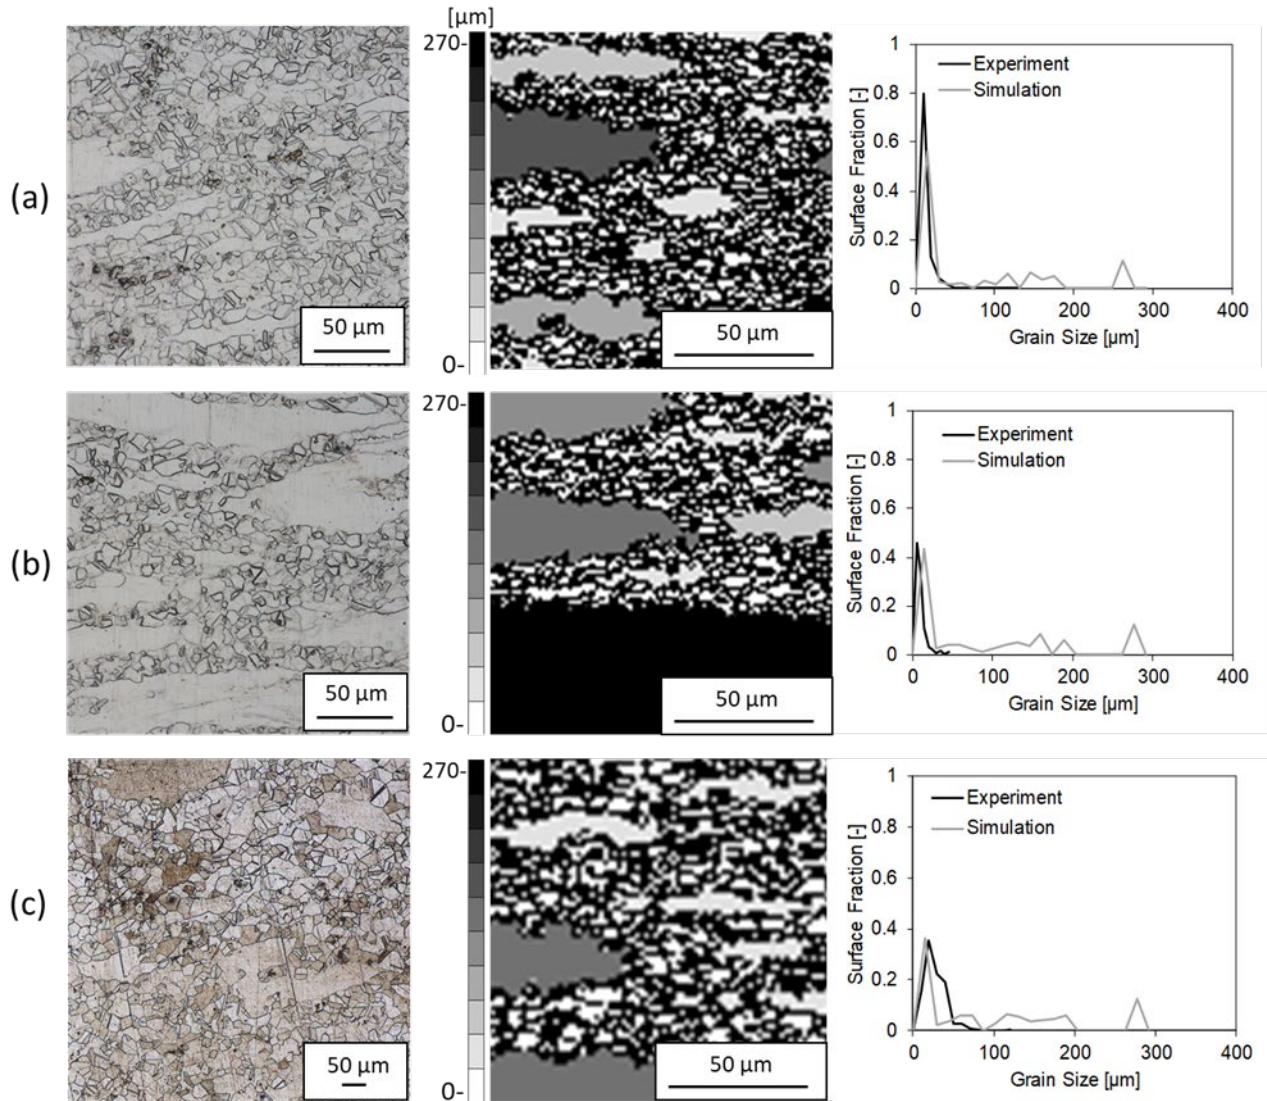 [µm]
(a)
50 µm
270-
0-
50 µm
Surface Fraction [-]
1
0.8
0.6
0.4
0.2
0
Experiment
Simulation
0 100 200 300 400
Grain Size [µm]
(b)
50 µm
270-
0-
50 µm
Surface Fraction [-]
1
0.8
0.6
0.4
0.2
0
Experiment
Simulation
0 100 200 300 400
Grain Size [µm]
(c)
50 µm
270-
0-
50 µm
Surface Fraction [-]
1
0.8
0.6
0.4
0.2
0
Experiment
Simulation
0 100 200 300 400
Grain Size [µm]